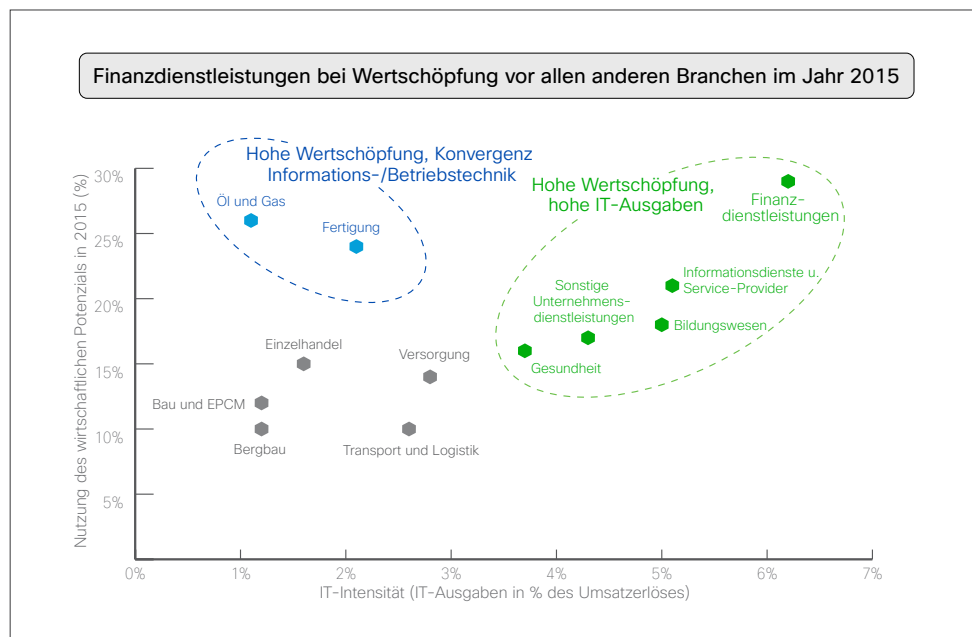 Finanzdienstleistungen bei Wertschöpfung vor allen anderen Branchen im Jahr 2015
Nutzung des wirtschaftlichen Potenzials in 2015 (%)
30%
25%
20%
15%
10%
5%
Hohe Wertschöpfung, Konvergenz
Informations-/Betriebstechnik
Öl und Gas
Fertigung
Hohe Wertschöpfung,
hohe IT-Ausgaben
Finanz-
dienstleistungen
Informationsdienste u.
Service-Provider
Sonstige
Unternehmens-
dienstleistungen
Bildungswesen
Gesundheit
Einzelhandel
Versorgung
Bau und EPCM
Bergbau
Transport und Logistik
0%
1%
2%
3%
4%
5%
6%
7%
IT-Intensität (IT-Ausgaben in % des Umsatzerlöses)